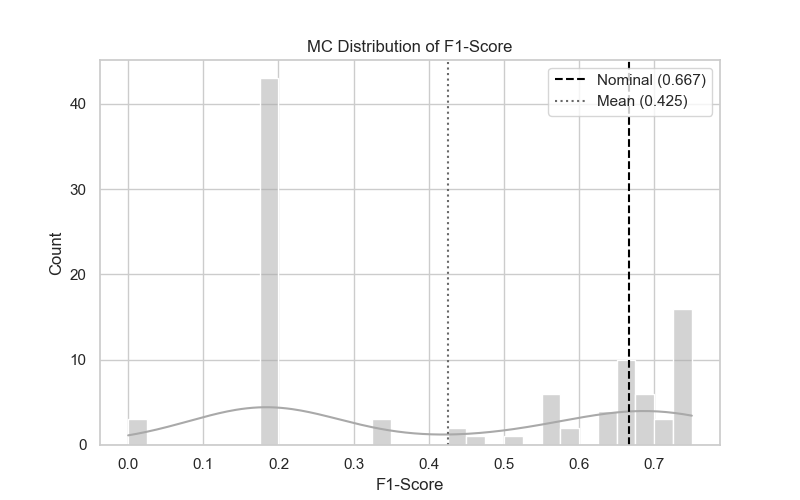 MC Distribution of F1-Score
Nominal (0.667)
Mean (0.425)
Count
40
30
20
10
0
0.0 0.1 0.2 0.3 0.4 0.5 0.6 0.7
F1-Score